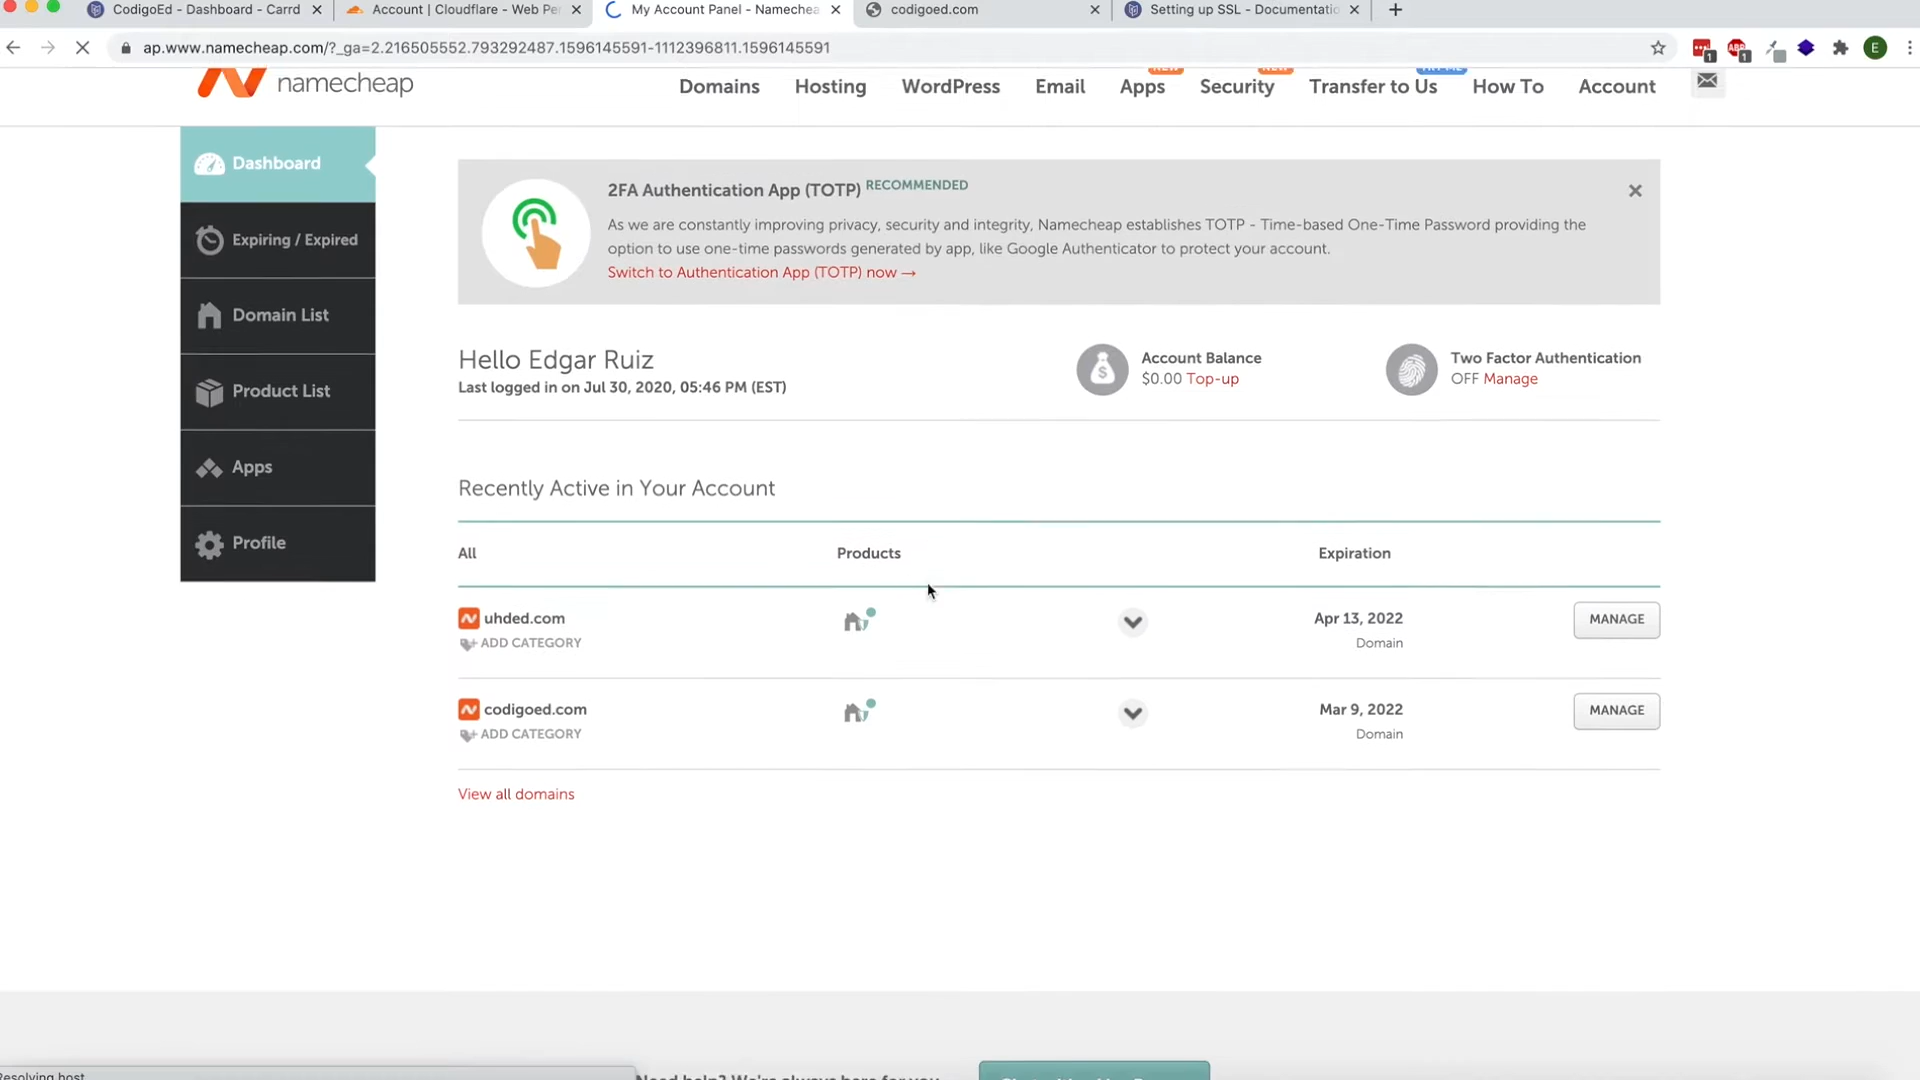 CodigoEd - Dashboard - Carrd
Account | Cloudflare - Web Pe
My Account Panel - Namechea
codigoed.com
Setting up SSL - Documentatio
ap.www.namecheap.com/?_ga=2.216505552.793292487.1596145591-1112396811.1596145591
ABP
1
1
E
namecheap
Domains
Hosting
WordPress
Email
Apps
NEW
Security
NEW
Transfer to Us
TRY ME
How To
Account
Dashboard
Expiring / Expired
Domain List
Product List
Apps
Profile
2FA Authentication App (TOTP) RECOMMENDED
As we are constantly improving privacy, security and integrity, Namecheap establishes TOTP - Time-based One-Time Password providing the
option to use one-time passwords generated by app, like Google Authenticator to protect your account.
Switch to Authentication App (TOTP) now →
Hello Edgar Ruiz
Last logged in on Jul 30, 2020, 05:46 PM (EST)
Account Balance
$0.00 Top-up
Two Factor Authentication
OFF Manage
Recently Active in Your Account
All
Products
Expiration
uhded.com
ADD CATEGORY
Apr 13, 2022
Domain
MANAGE
codigoed.com
ADD CATEGORY
Mar 9, 2022
Domain
MANAGE
View all domains
Resolving host
Need help? We're always here for you